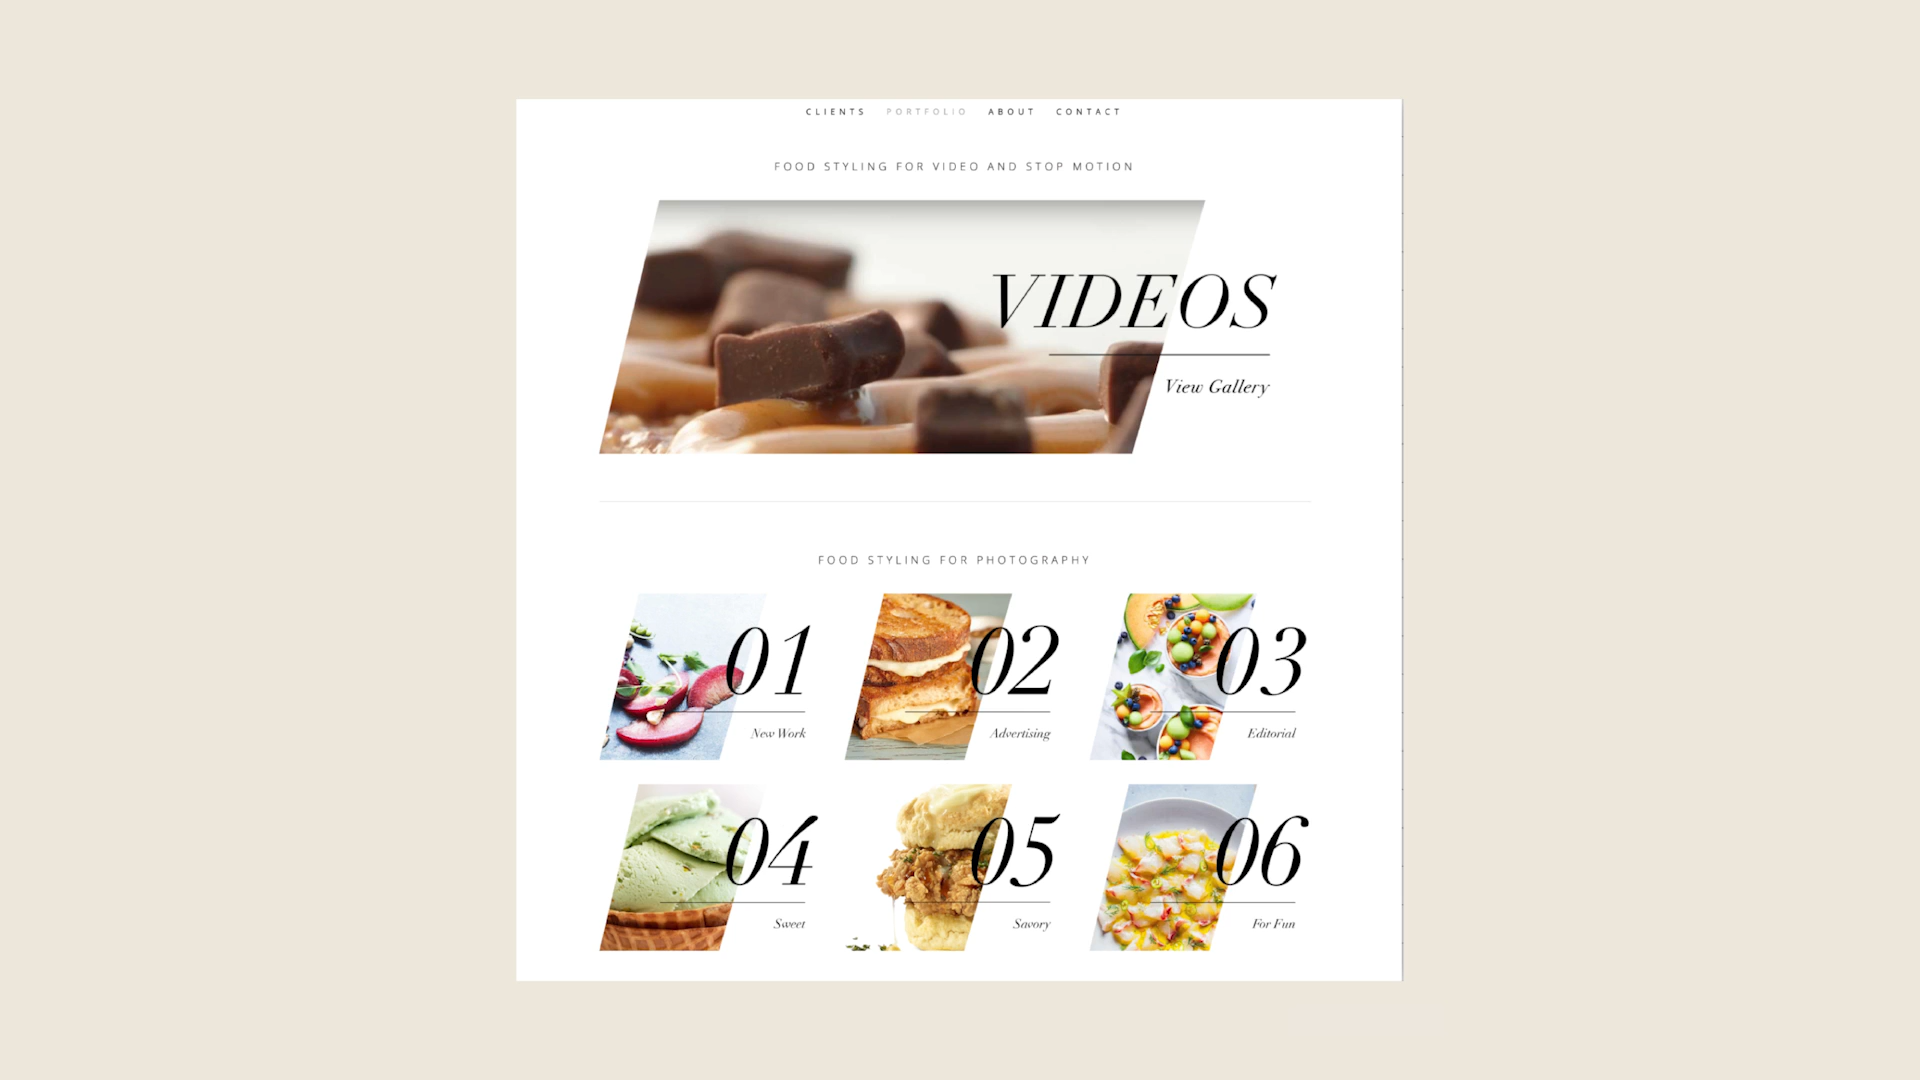 CLIENTS PORTFOLIO ABOUT CONTACT
FOOD STYLING FOR VIDEO AND STOP MOTION
VIDEOS
View Gallery
FOOD STYLING FOR PHOTOGRAPHY
01
New Work
02
Advertising
03
Editorial
04
Sweet
05
Savory
06
For Fun